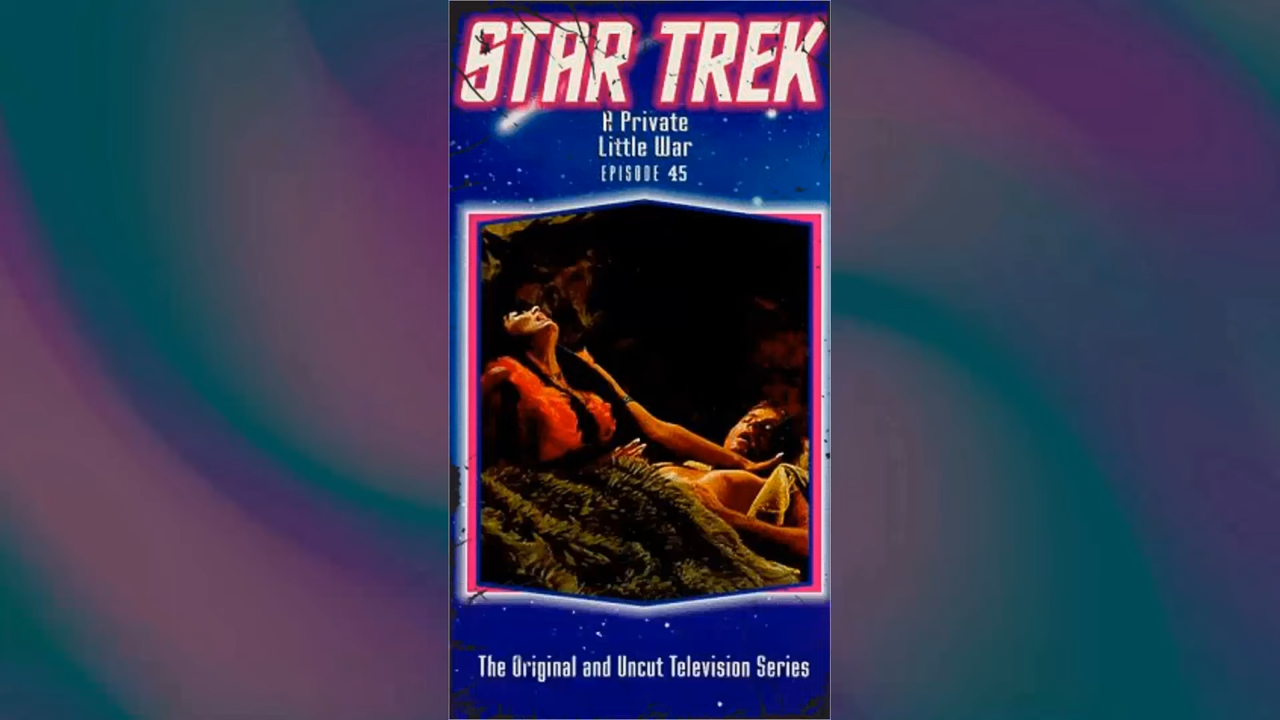 STAR TREK
A Private
Little War
EPISODE 45
The Original and Uncut Television Series